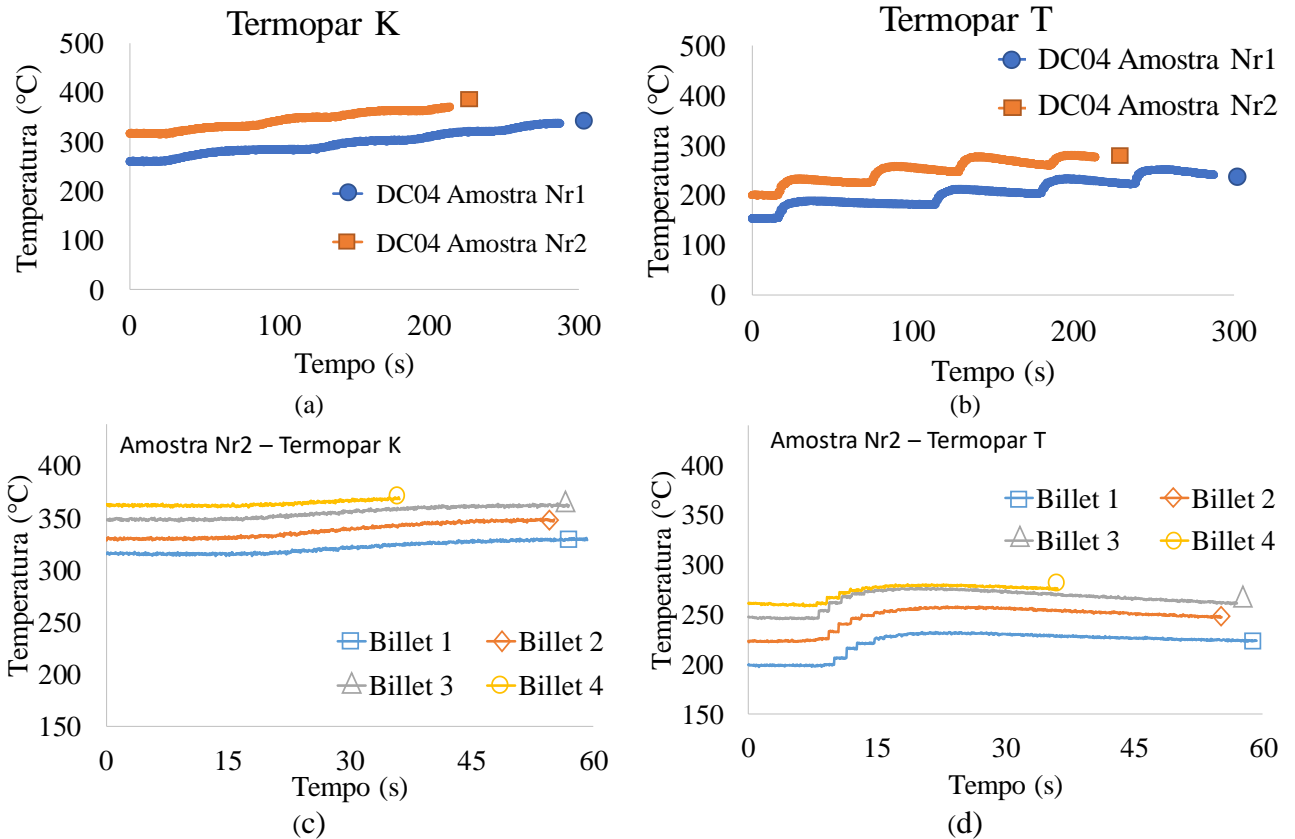 Termopar K
Temperatura (°C)
500
400
300
200
100
0
DC04 Amostra Nr1
DC04 Amostra Nr2
0 100 200 300
Tempo (s)
(a)
Termopar T
Temperatura (°C)
500
400
300
200
100
0
DC04 Amostra Nr1
DC04 Amostra Nr2
0 100 200 300
Tempo (s)
(b)
Amostra Nr2 – Termopar K
Temperatura (°C)
400
350
300
250
200
150
Billet 1 Billet 2
Billet 3 Billet 4
0 15 30 45 60
Tempo (s)
(c)
Amostra Nr2 – Termopar T
Temperatura (°C)
400
350
300
250
200
150
Billet 1 Billet 2
Billet 3 Billet 4
0 15 30 45 60
Tempo (s)
(d)